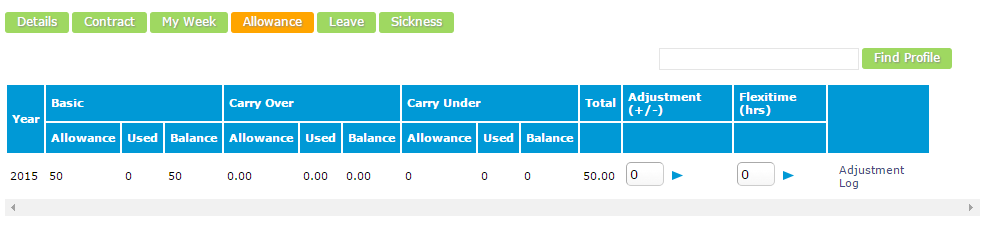 Details Contract My Week Allowance Leave Sickness
Find Profile
Year Basic Carry Over Carry Under Total Adjustment (+/-) Flexitime (hrs)
Allowance Used Balance Allowance Used Balance Allowance Used Balance
2015 50 0 50 0.00 0.00 0.00 0 0 0 50.00 0 0 Adjustment
Log